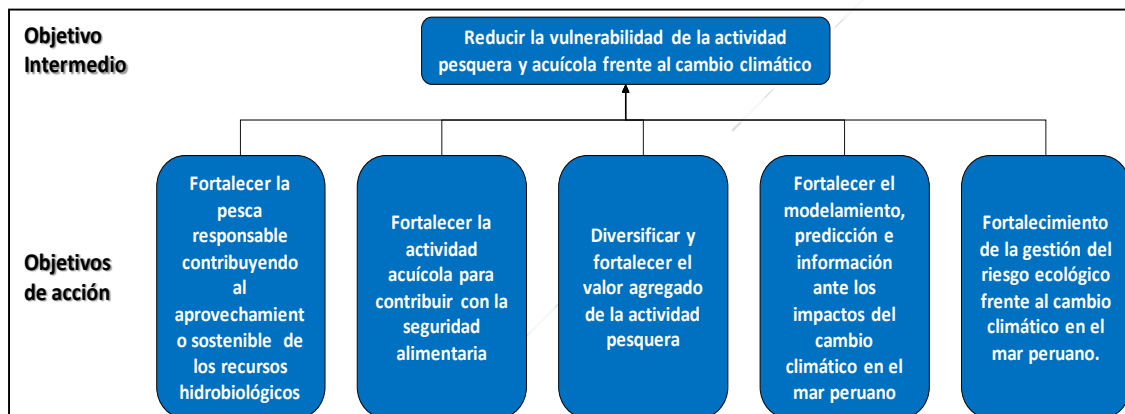 Objetivo
Intermedio
Reducir la vulnerabilidad de la actividad
pesquera y acuícola frente al cambio climático
Objetivos
de acción
Fortalecer la
pesca
responsable
contribuyendo
al
aprovechamient
o sostenible de
los recursos
hidrobiológicos
Fortalecer la
actividad
acuícola para
contribuir con la
seguridad
alimentaria
Diversificar y
fortalecer el
valor agregado
de la actividad
pesquera
Fortalecer el
modelamiento,
predicción e
información
ante los
impactos del
cambio
climático en el
mar peruano
Fortalecimiento
de la gestión del
riesgo ecológico
frente al cambio
climático en el
mar peruano.